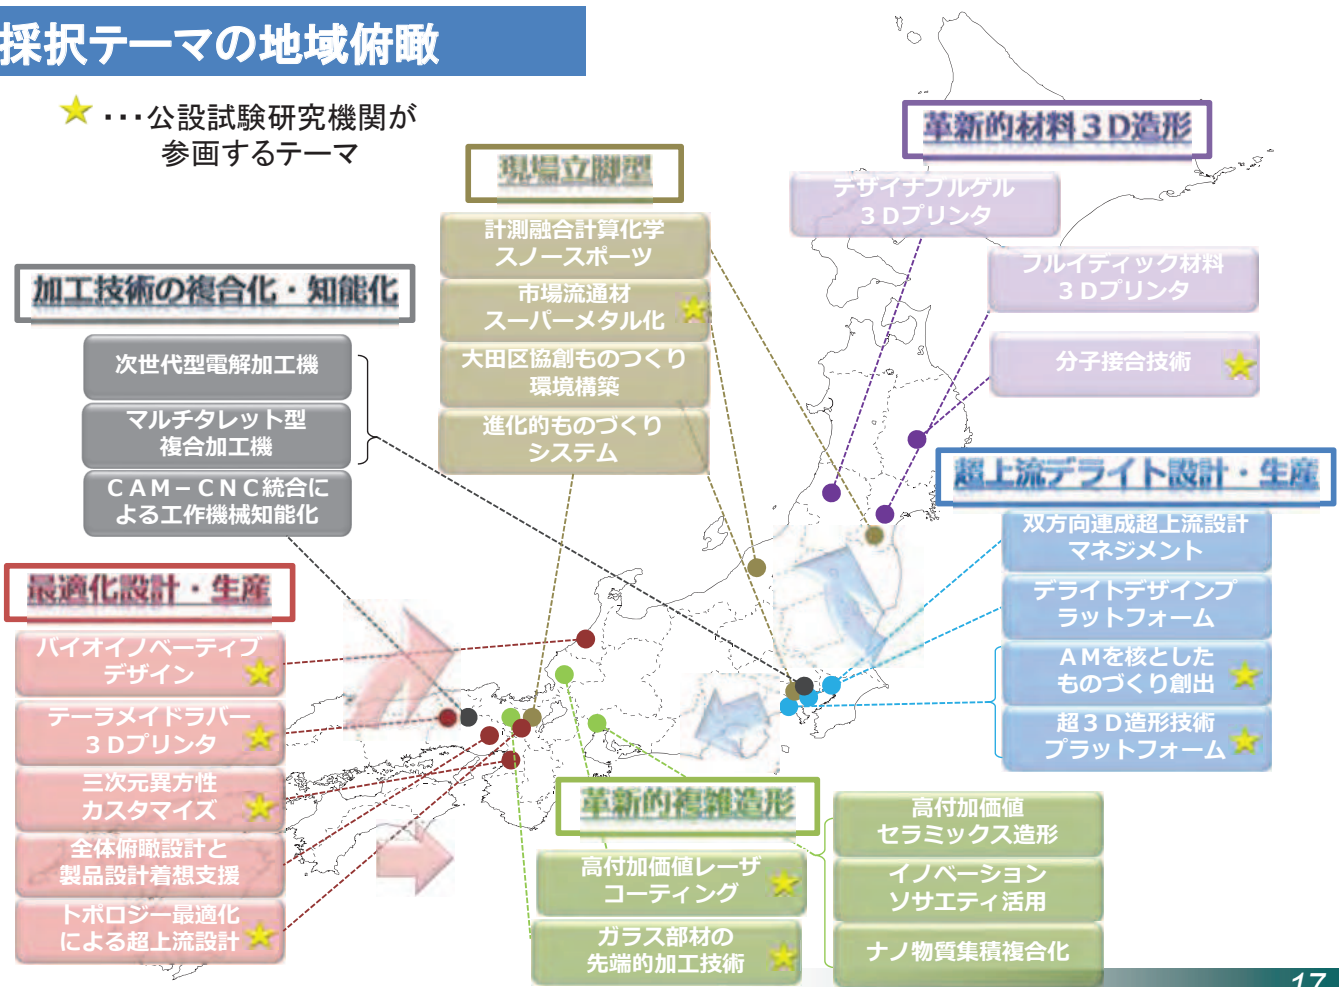 採択テーマの地域俯瞰
・・・公設試験研究機関が
参画するテーマ
革新的材料３Ｄ造形
デザイナブルゲル
３Ｄプリンタ
フルイディック材料
３Ｄプリンタ
分子接合技術
現場立脚型
計測融合計算化学
スノースポーツ
市場流通材
スーパーメタル化
大田区協創ものつくり
環境構築
進化的ものづくり
システム
加工技術の複合化・知能化
次世代型電解加工機
マルチタレット型
複合加工機
ＣＡＭ－ＣＮＣ統合に
よる工作機械知能化
超上流デライト設計・生産
双方向連成超上流設計
マネジメント
デライトデザインプ
ラットフォーム
ＡＭを核とした
ものづくり創出
超３Ｄ造形技術
プラットフォーム
最適化設計・生産
バイオイノベーティブ
デザイン
テーラメイドラバー
３Ｄプリンタ
三次元異方性
カスタマイズ
全体俯瞰設計と
製品設計着想支援
トポロジー最適化
による超上流設計
革新的複雑造形
高付加価値レーザ
コーティング
ガラス部材の
先端的加工技術
高付加価値
セラミックス造形
イノベーション
ソサエティ活用
ナノ物質集積複合化
17